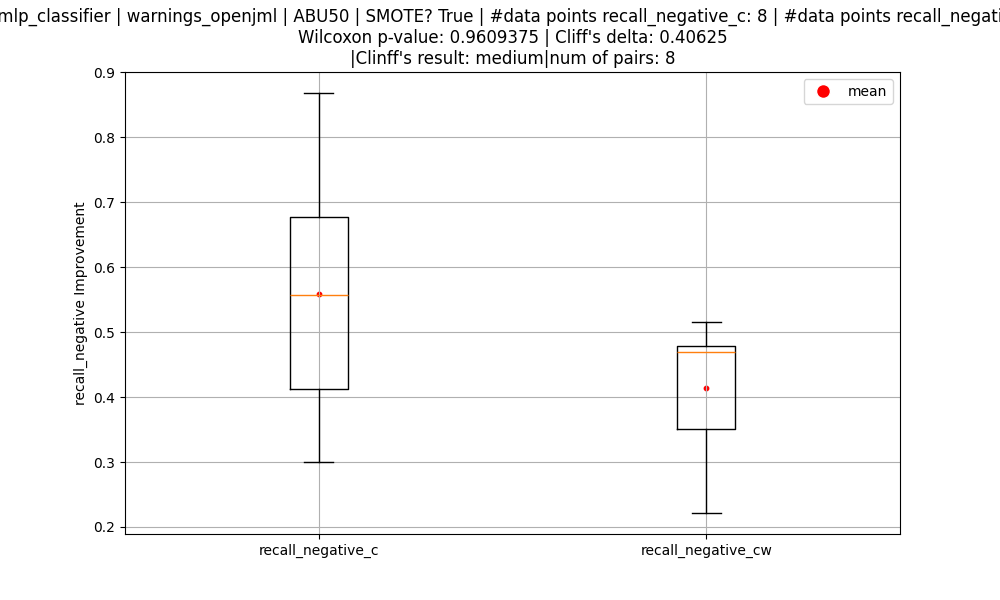 mlp_classifier | warnings_openjml | ABU50 | SMOTE? True | #data points recall_negative_c: 8 | #data points
Wilcoxon p-value: 0.9609375 | Cliff's delta: 0.40625
|Clinff's result: medium|num of pairs: 8
mean
recall_negative Improvement
0.9
0.8
0.7
0.6
0.5
0.4
0.3
0.2
recall_negative_c
recall_negative_cw